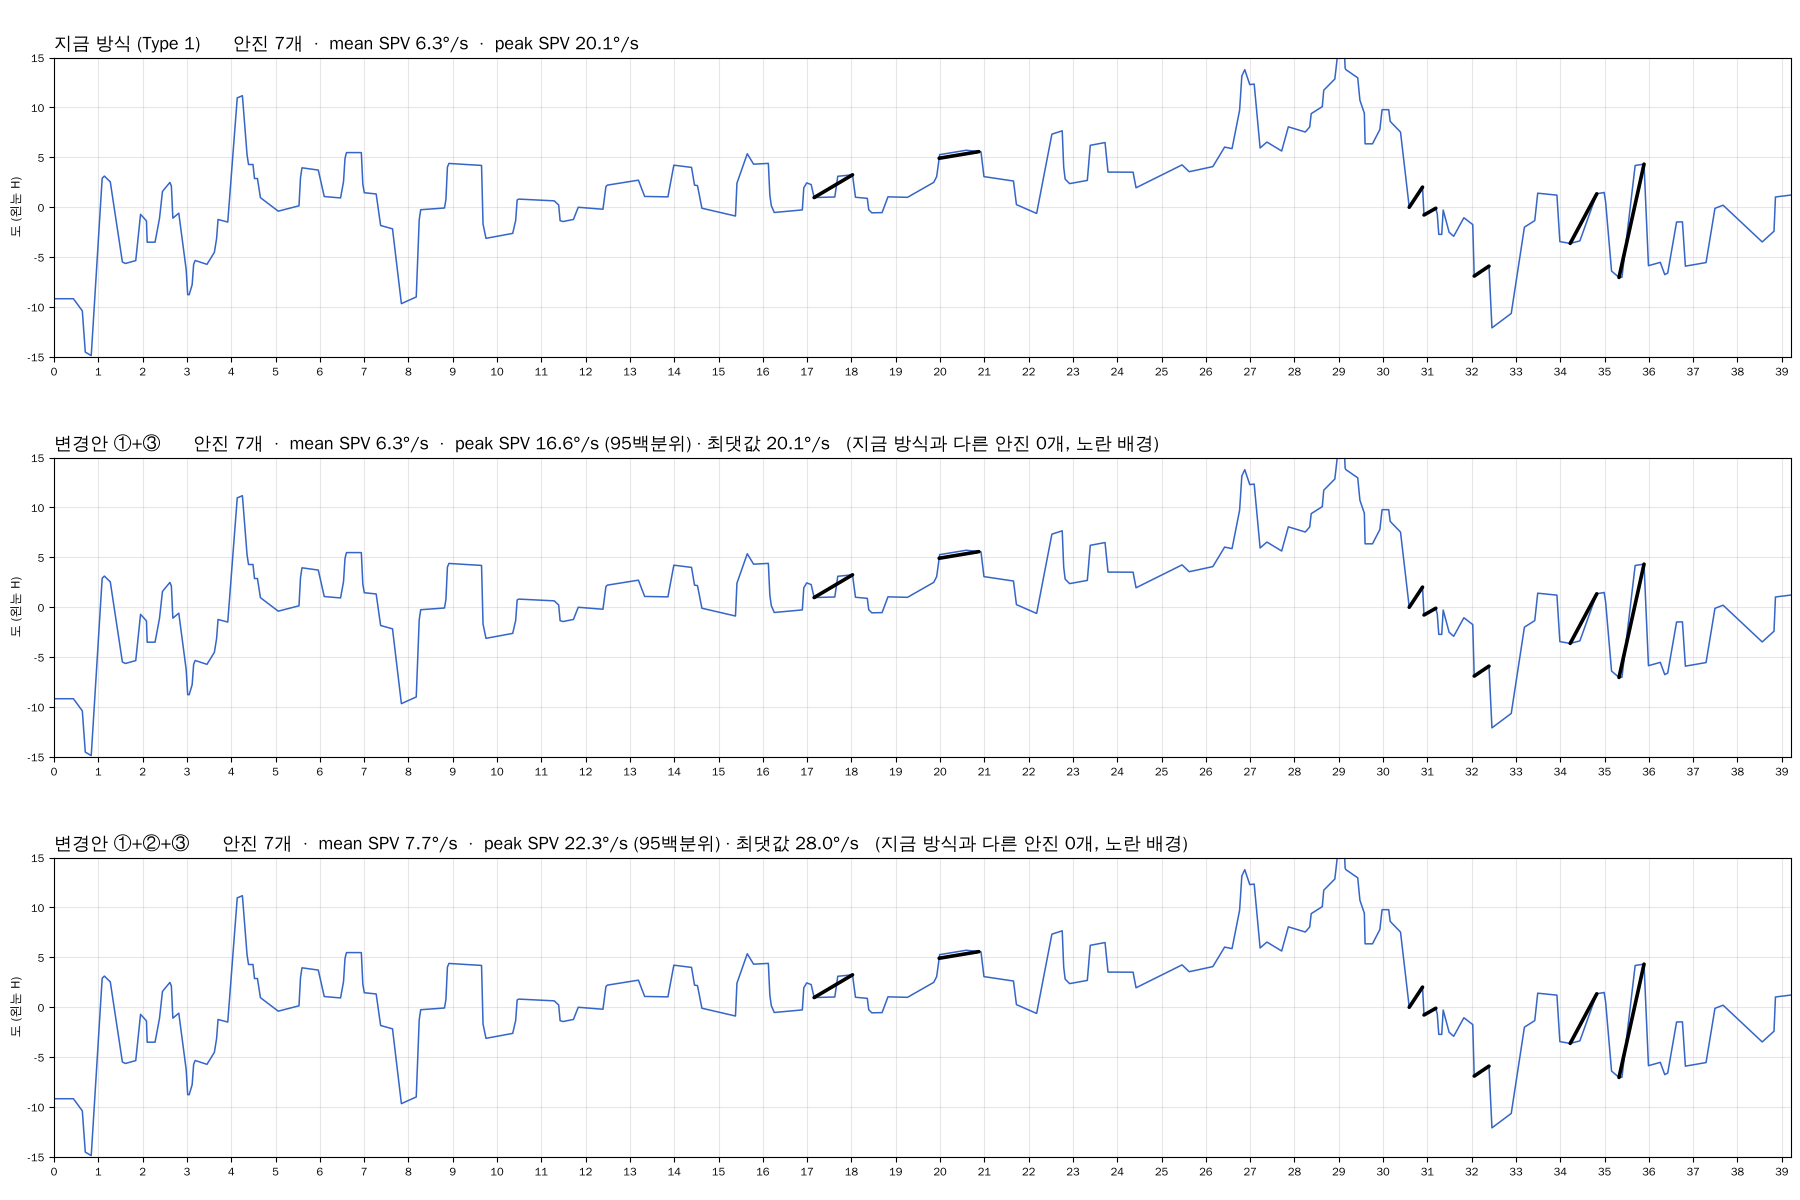 지금 방식 (Type 1) 안진 7개 · mean SPV 6.3°/s · peak SPV 20.1°/s
도 (왼눈 H)
15
10
5
0
-5
-10
-15
0 1 2 3 4 5 6 7 8 9 10 11 12 13 14 15 16 17 18 19 20 21 22 23 24 25 26 27 28 29 30 31 32 33 34 35 36 37 38 39
변경안 ①+③ 안진 7개 · mean SPV 6.3°/s · peak SPV 16.6°/s (95백분위) · 최댓값 20.1°/s (지금 방식과 다른 안진 0개, 노란 배경)
도 (왼눈 H)
15
10
5
0
-5
-10
-15
0 1 2 3 4 5 6 7 8 9 10 11 12 13 14 15 16 17 18 19 20 21 22 23 24 25 26 27 28 29 30 31 32 33 34 35 36 37 38 39
변경안 ①+②+③ 안진 7개 · mean SPV 7.7°/s · peak SPV 22.3°/s (95백분위) · 최댓값 28.0°/s (지금 방식과 다른 안진 0개, 노란 배경)
도 (왼눈 H)
15
10
5
0
-5
-10
-15
0 1 2 3 4 5 6 7 8 9 10 11 12 13 14 15 16 17 18 19 20 21 22 23 24 25 26 27 28 29 30 31 32 33 34 35 36 37 38 39